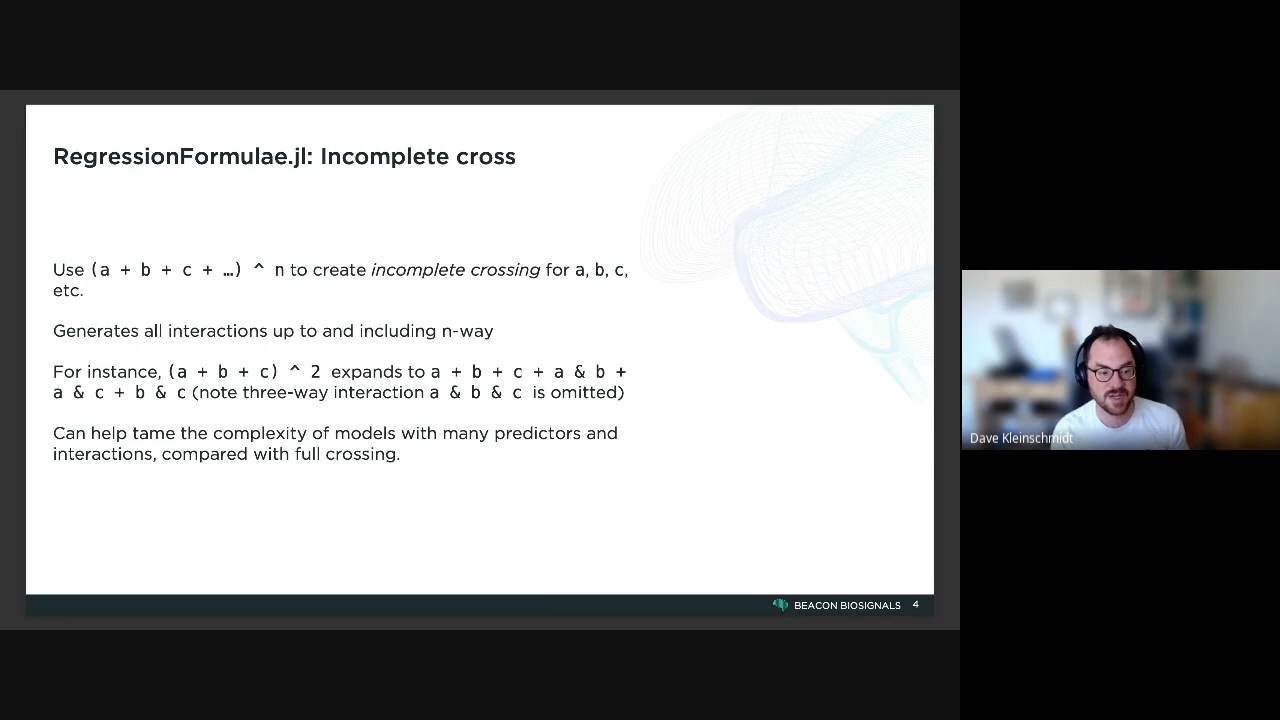 RegressionFormulae.jl: Incomplete cross
Use (a + b + c + …) ^ n to create incomplete crossing for a, b, c,
etc.
Generates all interactions up to and including n-way
For instance, (a + b + c) ^ 2 expands to a + b + c + a & b +
a & c + b & c (note three-way interaction a & b & c is omitted)
Can help tame the complexity of models with many predictors and
interactions, compared with full crossing.
BEACON BIOSIGNALS 4
Dave Kleinschmidt